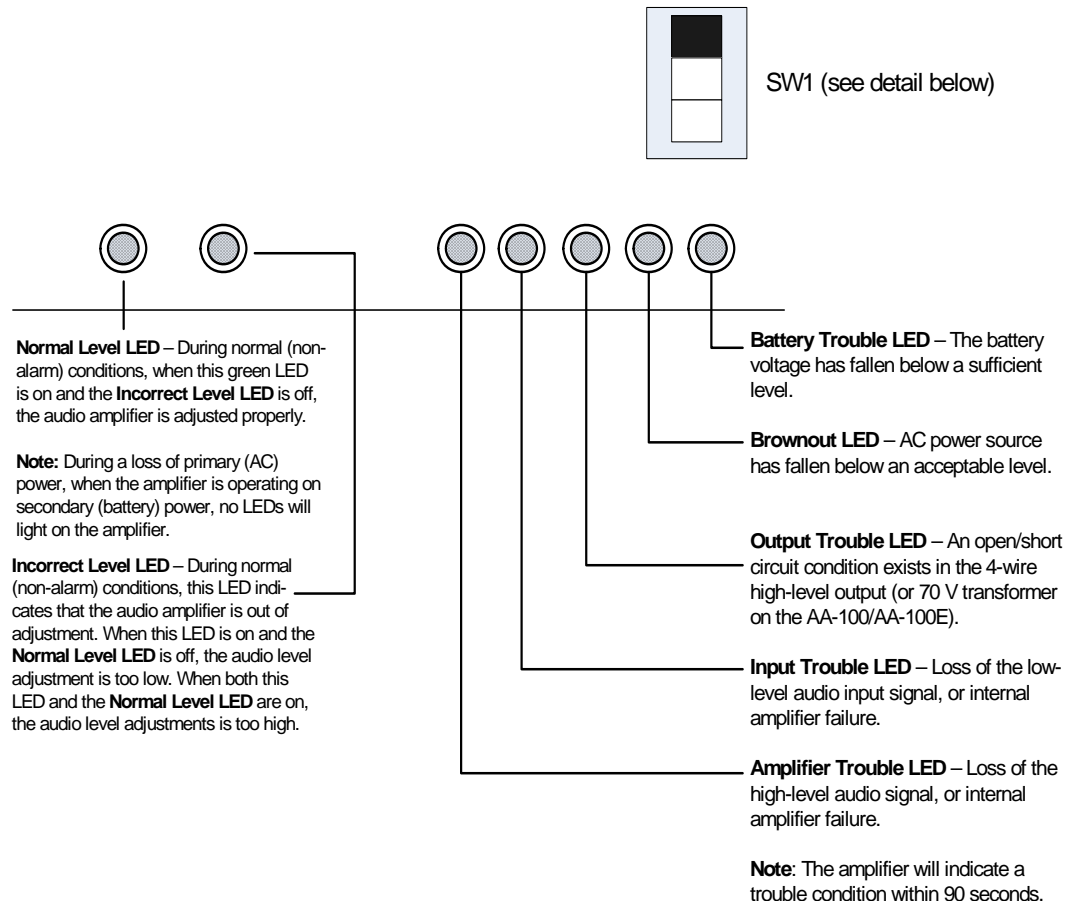 SW1 (see detail below)
Normal Level LED – During normal (non-
alarm) conditions, when this green LED
is on and the Incorrect Level LED is off,
the audio amplifier is adjusted properly.
Note: During a loss of primary (AC)
power, when the amplifier is operating on
secondary (battery) power, no LEDs will
light on the amplifier.
Incorrect Level LED – During normal
(non-alarm) conditions, this LED indi-
cates that the audio amplifier is out of
adjustment. When this LED is on and the
Normal Level LED is off, the audio level
adjustment is too low. When both this
LED and the Normal Level LED are on,
the audio level adjustments is too high.
Battery Trouble LED – The battery
voltage has fallen below a sufficient
level.
Brownout LED – AC power source
has fallen below an acceptable level.
Output Trouble LED – An open/short
circuit condition exists in the 4-wire
high-level output (or 70 V transformer
on the AA-100/AA-100E).
Input Trouble LED – Loss of the low-
level audio input signal, or internal
amplifier failure.
Amplifier Trouble LED – Loss of the
high-level audio signal, or internal
amplifier failure.
Note: The amplifier will indicate a
trouble condition within 90 seconds.